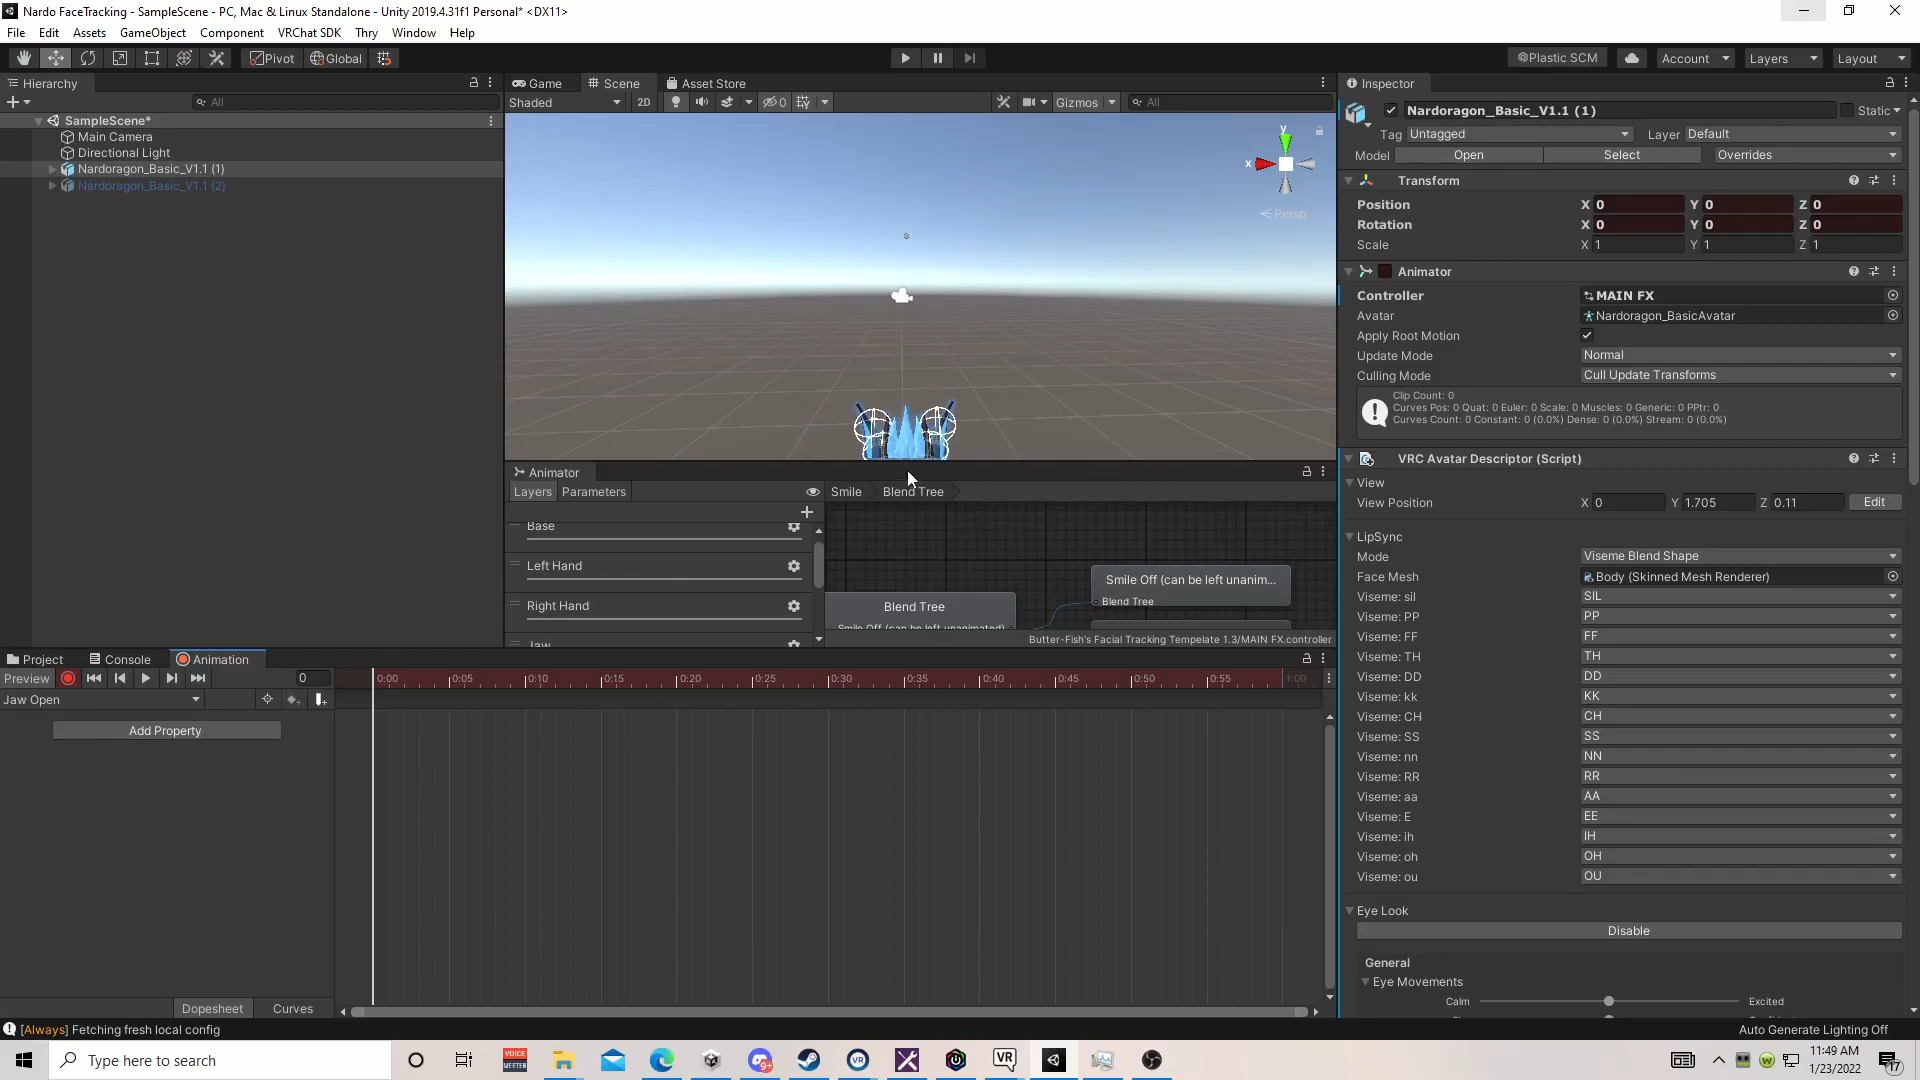 Nardo FaceTracking - SampleScene - PC, Mac & Linux Standalone - Unity 2019.4.31f1 Personal* <DX11>
File Edit Assets GameObject Component VRChat SDK Thry Window Help
Pivot Global Plastic SCM Account Layers Layout
Hierarchy
All
SampleScene*
Main Camera
Directional Light
Nardoragon_Basic_V1.1 (1)
Nardoragon_Basic_V1.1 (2)
Game Scene Asset Store
Shaded 2D 0 Gizmos All
y
x
Persp
Animator
Layers Parameters Smile Blend Tree
Base
Left Hand
Right Hand
Jaw
Smile Off (can be left unanim...
Blend Tree
Blend Tree
Smile Off (can be left unanimated)
Butter-Fish's Facial Tracking Tempelate 1.3/MAIN FX.controller
Project Console Animation
Preview 0
0:00 0:05 0:10 0:15 0:20 0:25 0:30 0:35 0:40 0:45 0:50 0:55 1:00
Jaw Open
Add Property
Dopesheet Curves
Inspector
Nardoragon_Basic_V1.1 (1) Static
Tag Untagged Layer Default
Model Open Select Overrides
Transform
Position X 0 Y 0 Z 0
Rotation X 0 Y 0 Z 0
Scale X 1 Y 1 Z 1
Animator
Controller MAIN FX
Avatar Nardoragon_BasicAvatar
Apply Root Motion
Update Mode Normal
Culling Mode Cull Update Transforms
Clip Count: 0
Curves Pos: 0 Quat: 0 Euler: 0 Scale: 0 Muscles: 0 Generic: 0 PPtr: 0
Curves Count: 0 Constant: 0 (0.0%) Dense: 0 (0.0%) Stream: 0 (0.0%)
VRC Avatar Descriptor (Script)
View
View Position X 0 Y 1.705 Z 0.11 Edit
LipSync
Mode Viseme Blend Shape
Face Mesh Body (Skinned Mesh Renderer)
Viseme: sil SIL
Viseme: PP PP
Viseme: FF FF
Viseme: TH TH
Viseme: DD DD
Viseme: kk KK
Viseme: CH CH
Viseme: SS SS
Viseme: nn NN
Viseme: RR RR
Viseme: aa AA
Viseme: E EE
Viseme: ih IH
Viseme: oh OH
Viseme: ou OU
Eye Look
Disable
General
Eye Movements
Calm Excited
[Always] Fetching fresh local config
Auto Generate Lighting Off
Type here to search
VOICE MEETER
9+
VR
VR
11:49 AM
1/23/2022
17